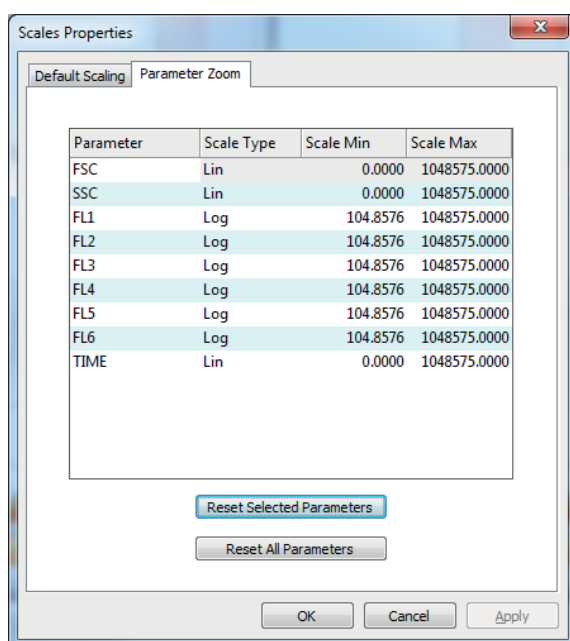 Scales Properties
x
Default Scaling Parameter Zoom
Parameter Scale Type Scale Min Scale Max
FSC Lin 0.0000 1048575.0000
SSC Lin 0.0000 1048575.0000
FL1 Log 104.8576 1048575.0000
FL2 Log 104.8576 1048575.0000
FL3 Log 104.8576 1048575.0000
FL4 Log 104.8576 1048575.0000
FL5 Log 104.8576 1048575.0000
FL6 Log 104.8576 1048575.0000
TIME Lin 0.0000 1048575.0000
Reset Selected Parameters
Reset All Parameters
OK Cancel Apply